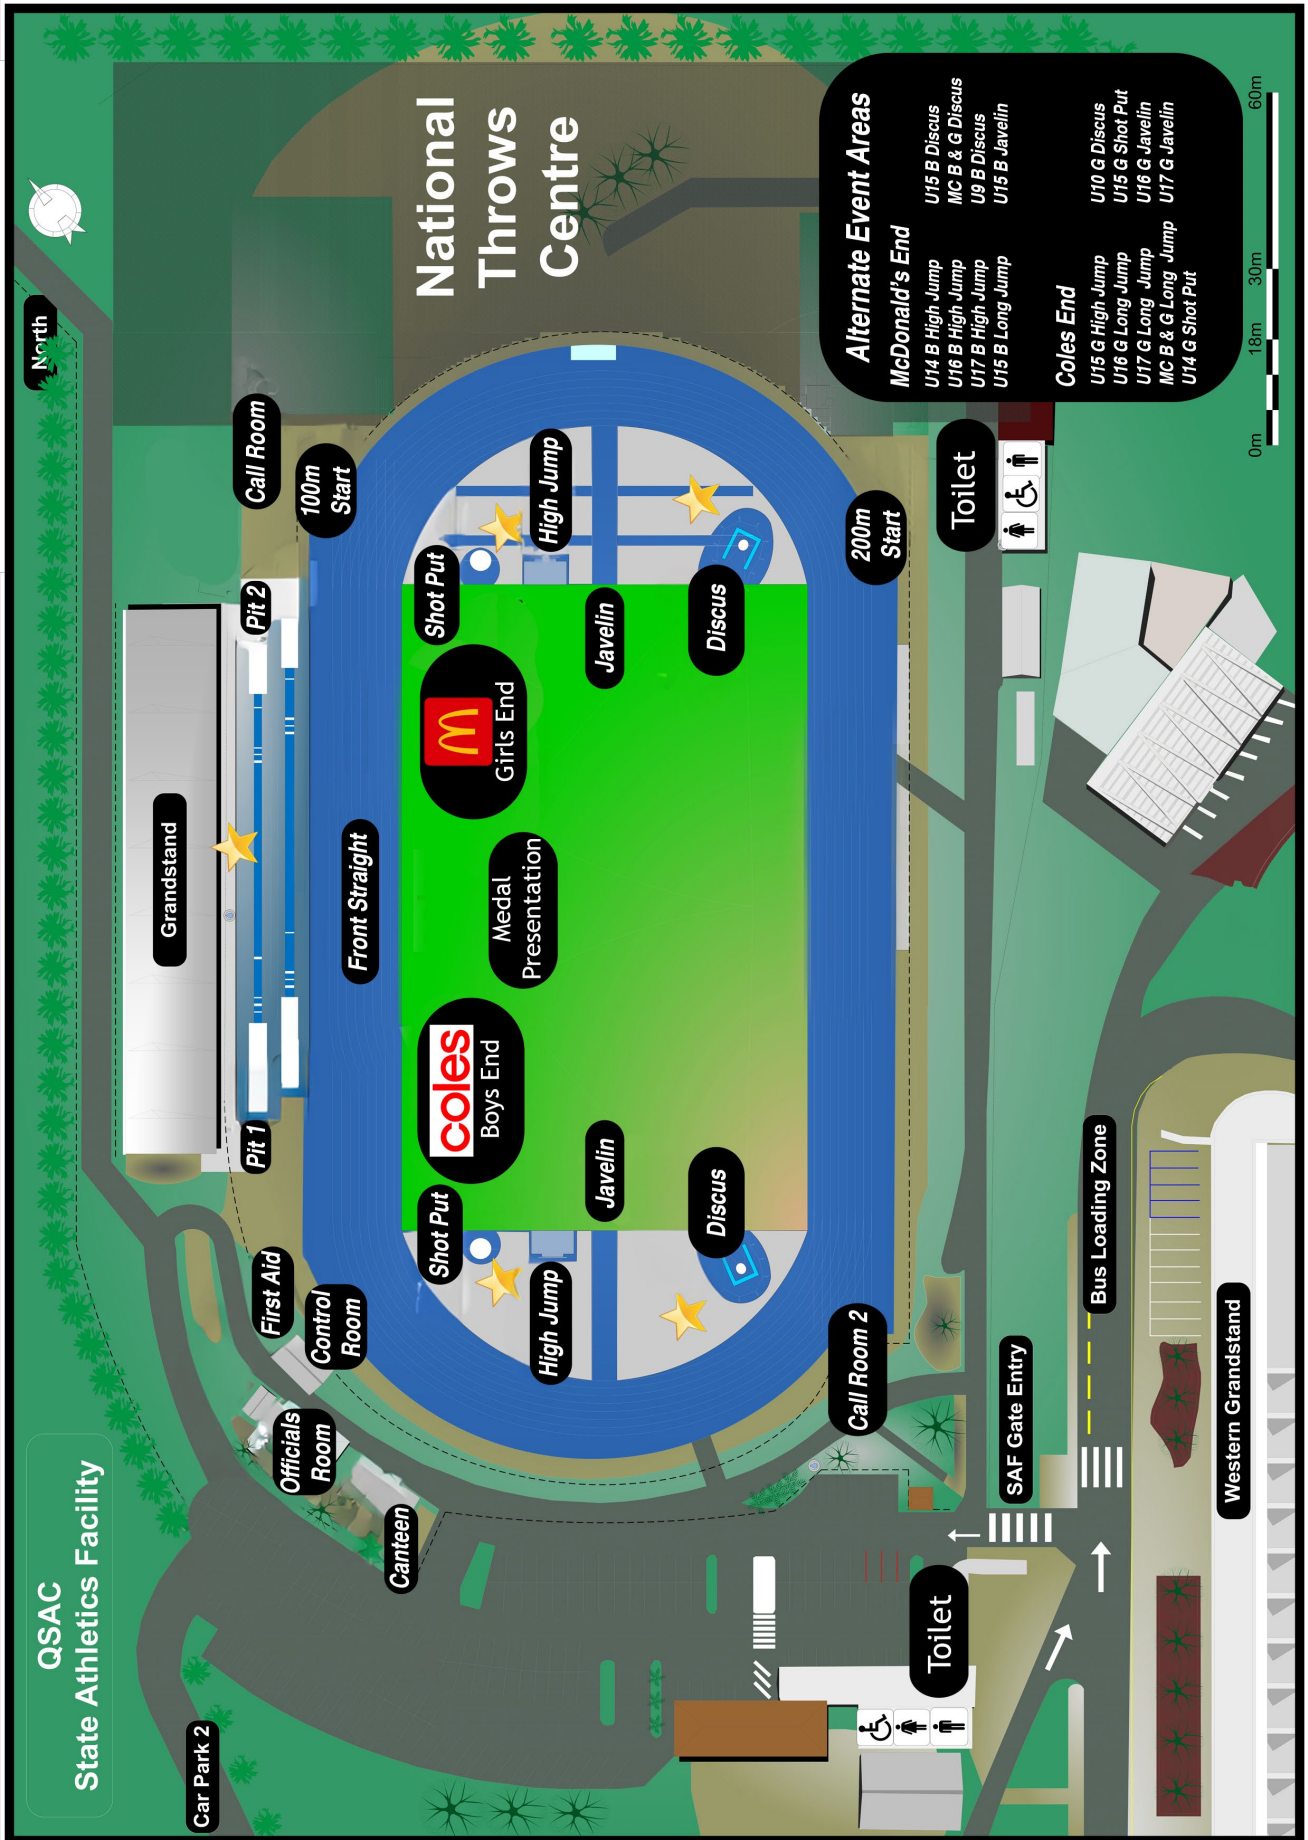 QSAC
State Athletics Facility
North
Car Park 2
Grandstand
Pit 1
Pit 2
Call Room
100m
Start
First Aid
Control
Room
Officials
Room
Canteen
Front Straight
National
Throws
Centre
Shot Put
coles
Boys End
Medal
Presentation
Girls End
Shot Put
High Jump
High Jump
Javelin
Javelin
Discus
Discus
Call Room 2
200m
Start
Toilet
Toilet
SAF Gate Entry
Bus Loading Zone
Western Grandstand
Alternate Event Areas
McDonald's End
U14 B High Jump
U15 B Discus
U16 B High Jump
MC B & G Discus
U17 B High Jump
U9 B Discus
U15 B Long Jump
U15 B Javelin
Coles End
U15 G High Jump
U10 G Discus
U16 G Long Jump
U15 G Shot Put
U17 G Long Jump
U16 G Javelin
MC B & G Long Jump
U17 G Javelin
U14 G Shot Put
0m 18m 30m 60m